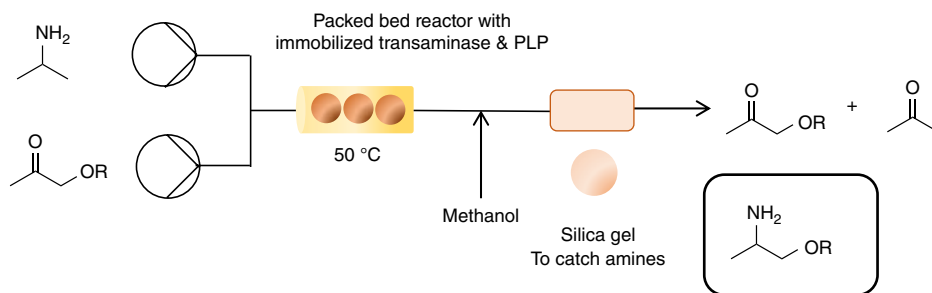 Packed bed reactor with
immobilized transaminase & PLP
NH2
O
OR
50 °C
Methanol
Silica gel
To catch amines
O
OR
+
O
NH2
OR